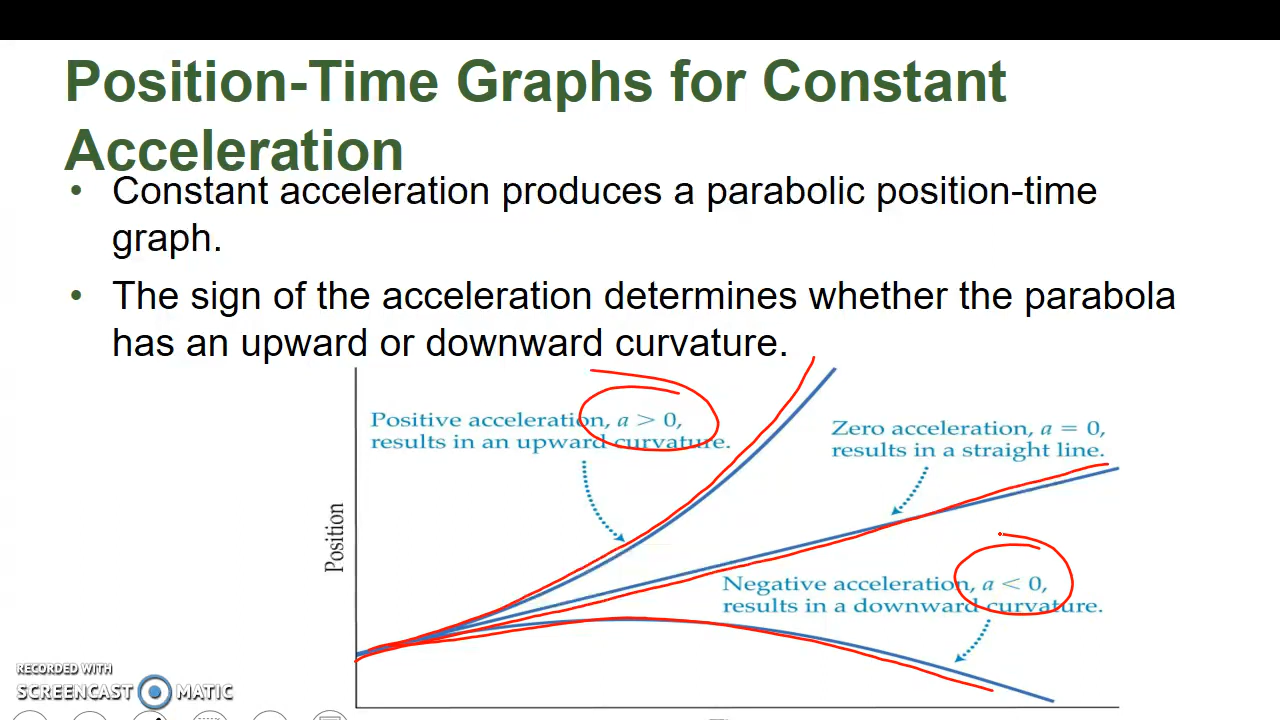 Position-Time Graphs for Constant
Acceleration
• Constant acceleration produces a parabolic position-time
graph.
• The sign of the acceleration determines whether the parabola
has an upward or downward curvature.
Positive acceleration, a > 0,
results in an upward curvature.
Zero acceleration, a = 0,
results in a straight line.
Position
Negative acceleration, a < 0,
results in a downward curvature.
RECORDED WITH
SCREENCAST MATIC